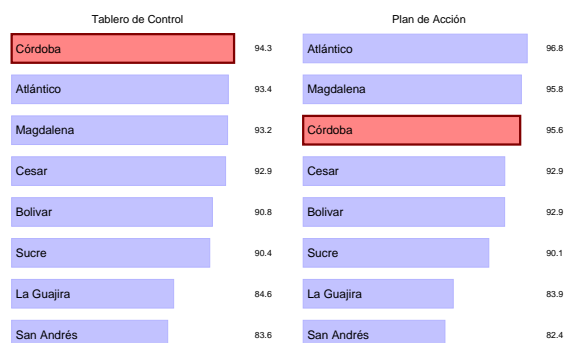 Tablero de Control
Córdoba 94.3
Atlántico 93.4
Magdalena 93.2
Cesar 92.9
Bolivar 90.8
Sucre 90.4
La Guajira 84.6
San Andrés 83.6
Plan de Acción
Atlántico 96.8
Magdalena 95.8
Córdoba 95.6
Cesar 92.9
Bolivar 92.9
Sucre 90.1
La Guajira 83.9
San Andrés 82.4